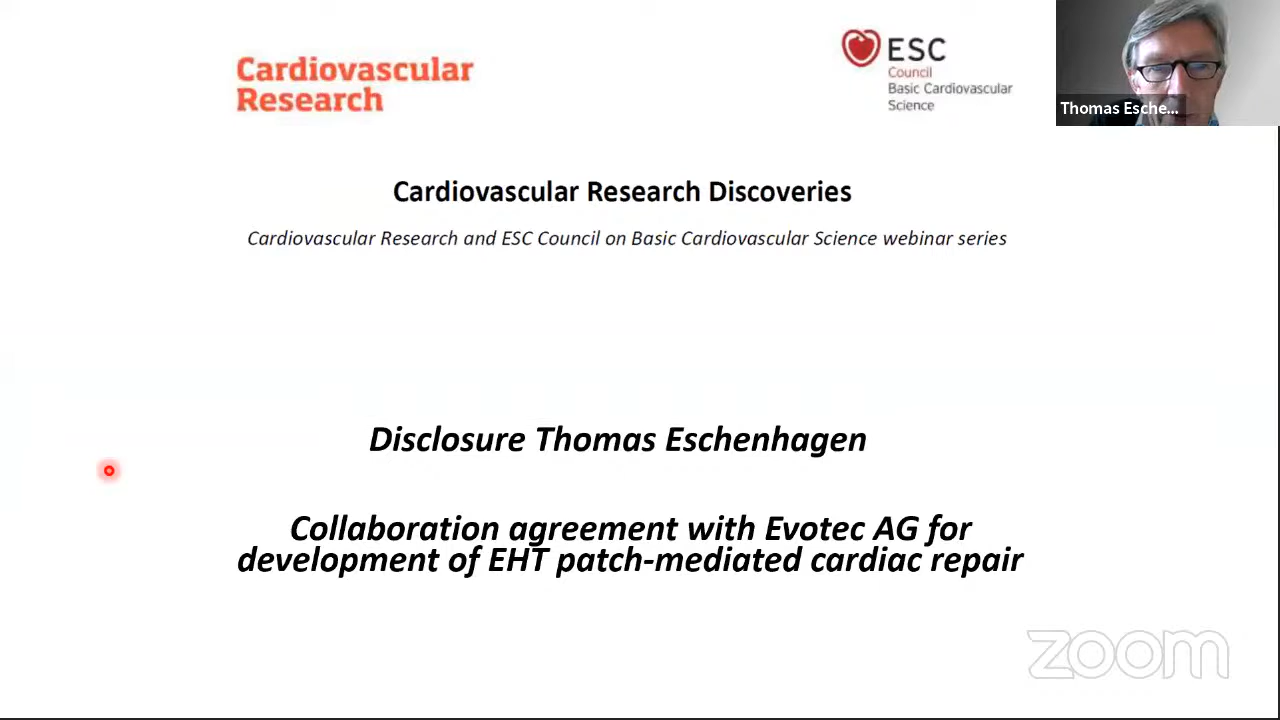 Cardiovascular
Research
ESC
Council
Basic Cardiovascular
Science
Thomas Esche...
Cardiovascular Research Discoveries
Cardiovascular Research and ESC Council on Basic Cardiovascular Science webinar series
Disclosure Thomas Eschenhagen
Collaboration agreement with Evotec AG for
development of EHT patch-mediated cardiac repair
zoom